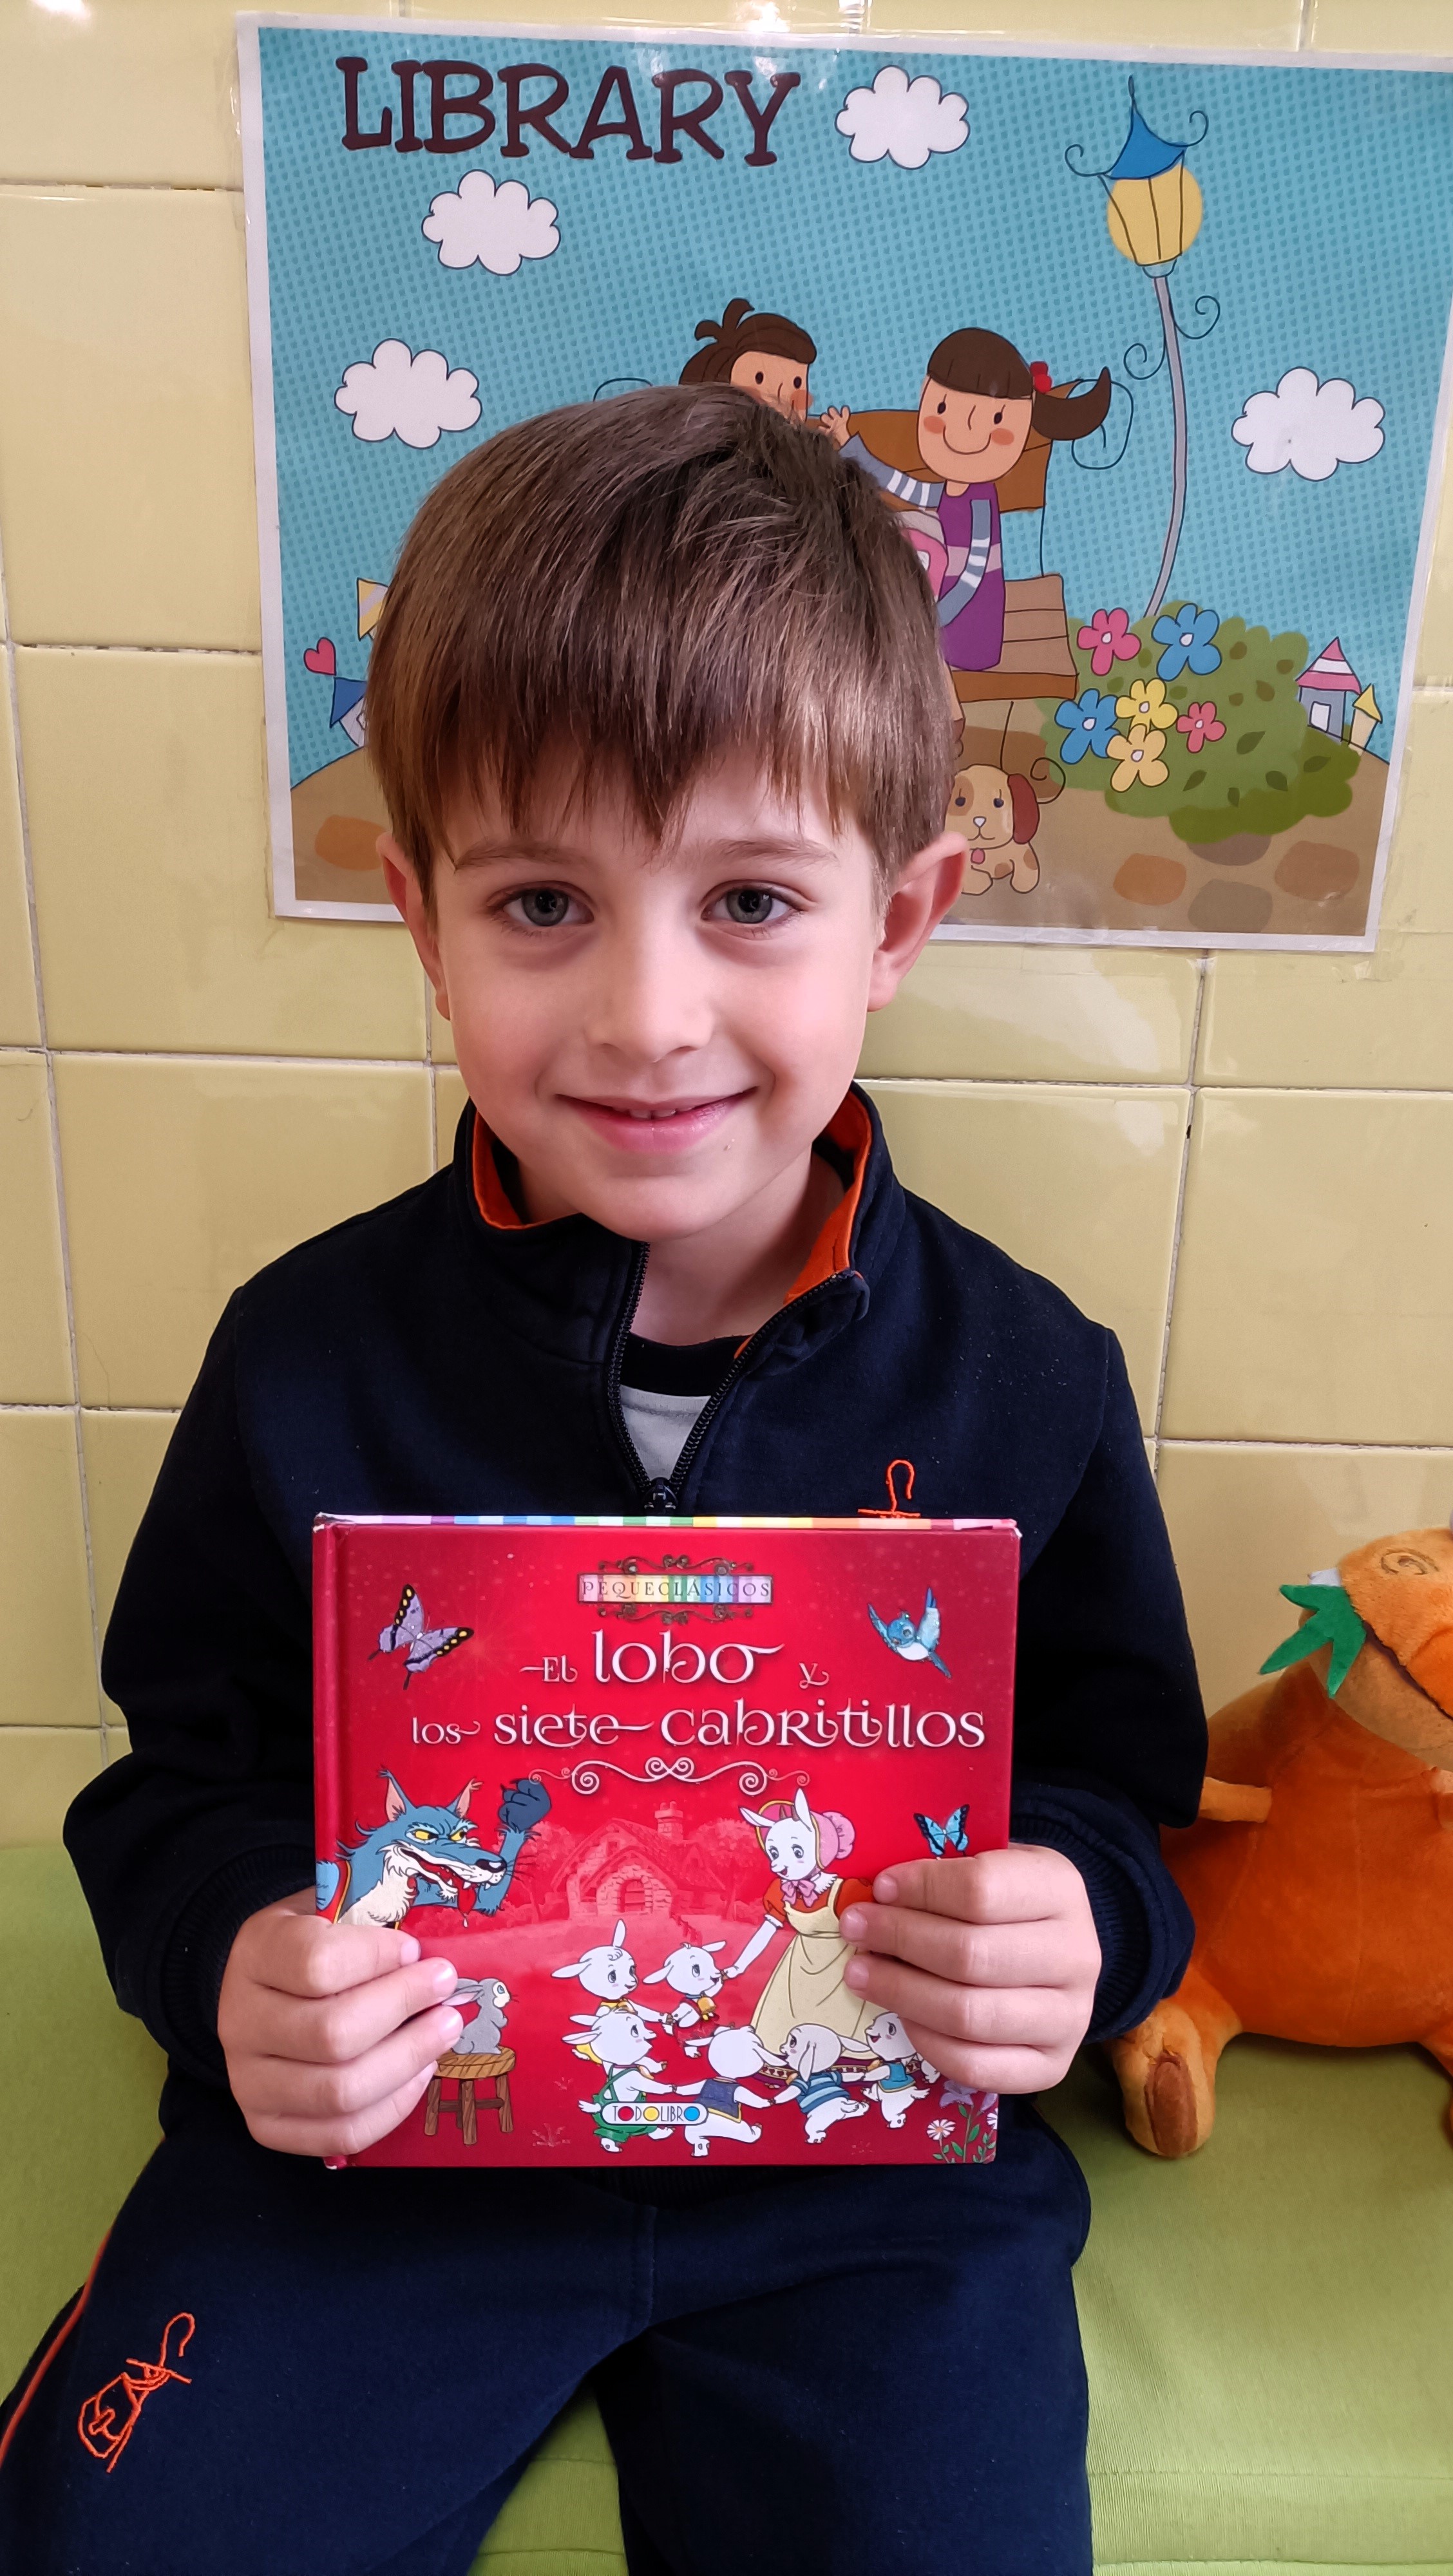 LIBRARY
PEQUECLÁSICOS
El lobo y
los siete cabritillos
TODOLIBRO